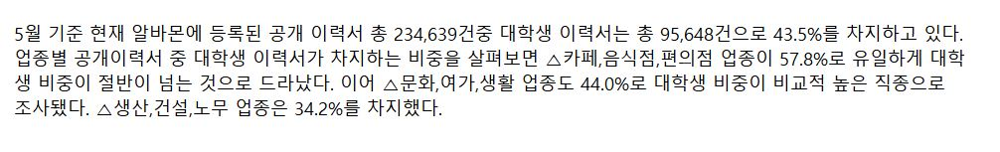 5월 기준 현재 알바몬에 등록된 공개 이력서 총 234,639건중 대학생 이력서는 총 95,648건으로 43.5%를 차지하고 있다.
업종별 공개이력서 중 대학생 이력서가 차지하는 비중을 살펴보면 △카페,음식점,편의점 업종이 57.8%로 유일하게 대학
생 비중이 절반이 넘는 것으로 드라났다. 이어 △문화,여가,생활 업종도 44.0%로 대학생 비중이 비교적 높은 직종으로
조사됐다. △생산,건설,노무 업종은 34.2%를 차지했다.